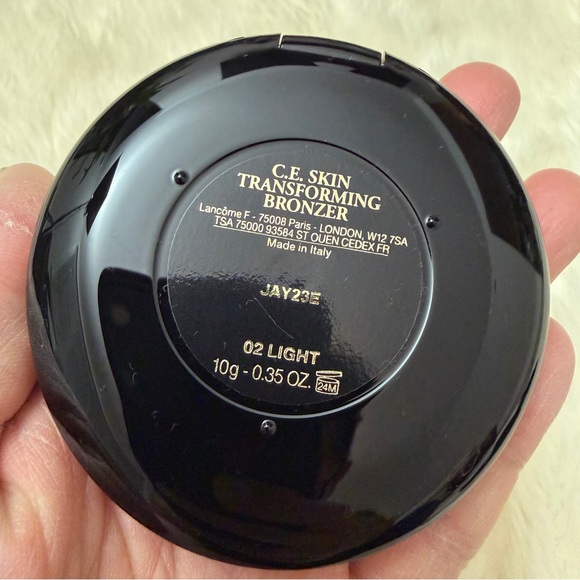 C.E. SKIN
TRANSFORMING
BRONZER
Lancôme F - 75008 Paris - LONDON, W12 7SA
TSA 75000 93584 ST OUEN CEDEX FR
Made in Italy
JAY23E
02 LIGHT
10g - 0.35 OZ. 24M